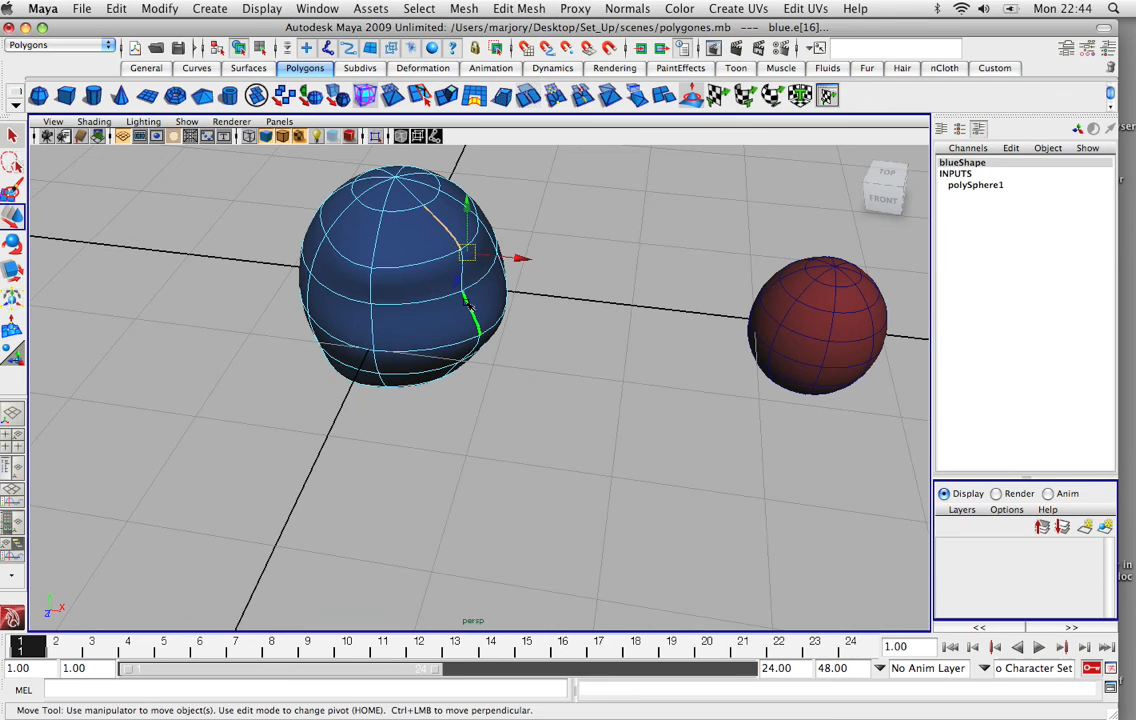 Maya File Edit Modify Create Display Window Assets Select Mesh Edit Mesh Proxy Normals Color Create UVs Edit UVs Help Mon 22:44
Autodesk Maya 2009 Unlimited: /Users/marjory/Desktop/Set_Up/scenes/polygones.mb --- blue.e[16]...
Polygons
General Curves Surfaces Polygons Subdivs Deformation Animation Dynamics Rendering PaintEffects Toon Muscle Fluids Fur Hair nCloth Custom
View Shading Lighting Show Renderer Panels
Channels Edit Object Show
blueShape
INPUTS
polySphere1
TOP
FRONT
Display Render Anim
Layers Options Help
persp
<< >>
1 2 3 4 5 6 7 8 9 10 11 12 13 14 15 16 17 18 19 20 21 22 23 24 1.00
1
1.00 1.00 1 24 24.00 48.00 No Anim Layer o Character Set
MEL
Move Tool: Use manipulator to move object(s). Use edit mode to change pivot (HOME). Ctrl+LMB to move perpendicular.